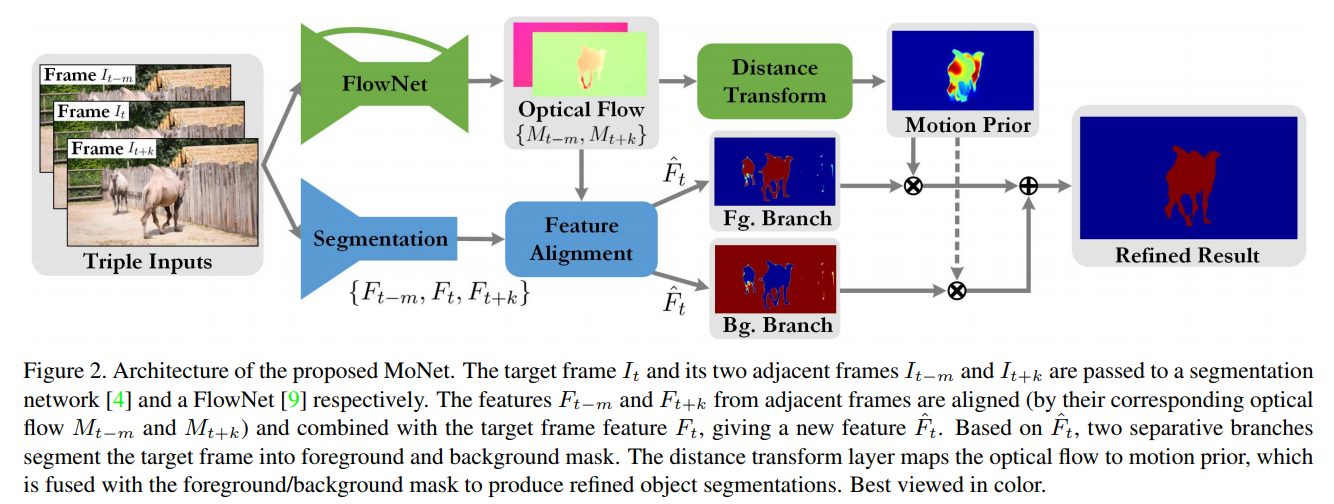 Frame I_{t−m}
Frame I_t
Frame I_{t+k}
Triple Inputs
FlowNet
Segmentation
{F_{t−m}, F_t, F_{t+k}}
Optical Flow
{M_{t−m}, M_{t+k}}
Feature
Alignment
Distance
Transform
Motion Prior
F̂_t
Fg. Branch
F̂_t
Bg. Branch
Refined Result
Figure 2. Architecture of the proposed MoNet. The target frame I_t and its two adjacent frames I_{t−m} and I_{t+k} are passed to a segmentation
network [4] and a FlowNet [9] respectively. The features F_{t−m} and F_{t+k} from adjacent frames are aligned (by their corresponding optical
flow M_{t−m} and M_{t+k}) and combined with the target frame feature F_t, giving a new feature F̂_t. Based on F̂_t, two separative branches
segment the target frame into foreground and background mask. The distance transform layer maps the optical flow to motion prior, which
is fused with the foreground/background mask to produce refined object segmentations. Best viewed in color.